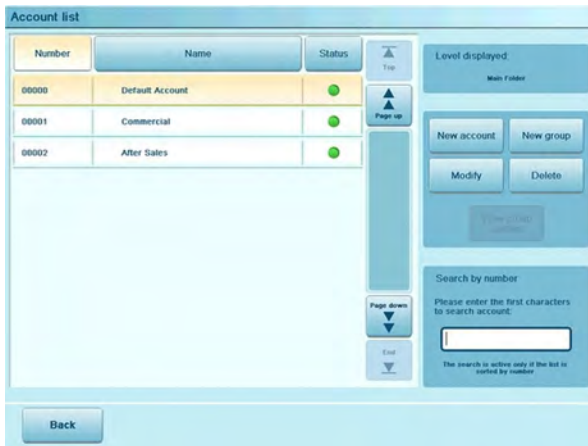 Account list
Number Name Status
00000 Default Account
00001 Commercial
00002 After Sales
Top
Page up
Page down
End
Level displayed:
Main Folder
New account New group
Modify Delete
Search by number
Please enter the first characters
to search account:
The search is active only if the list is
sorted by number
Back